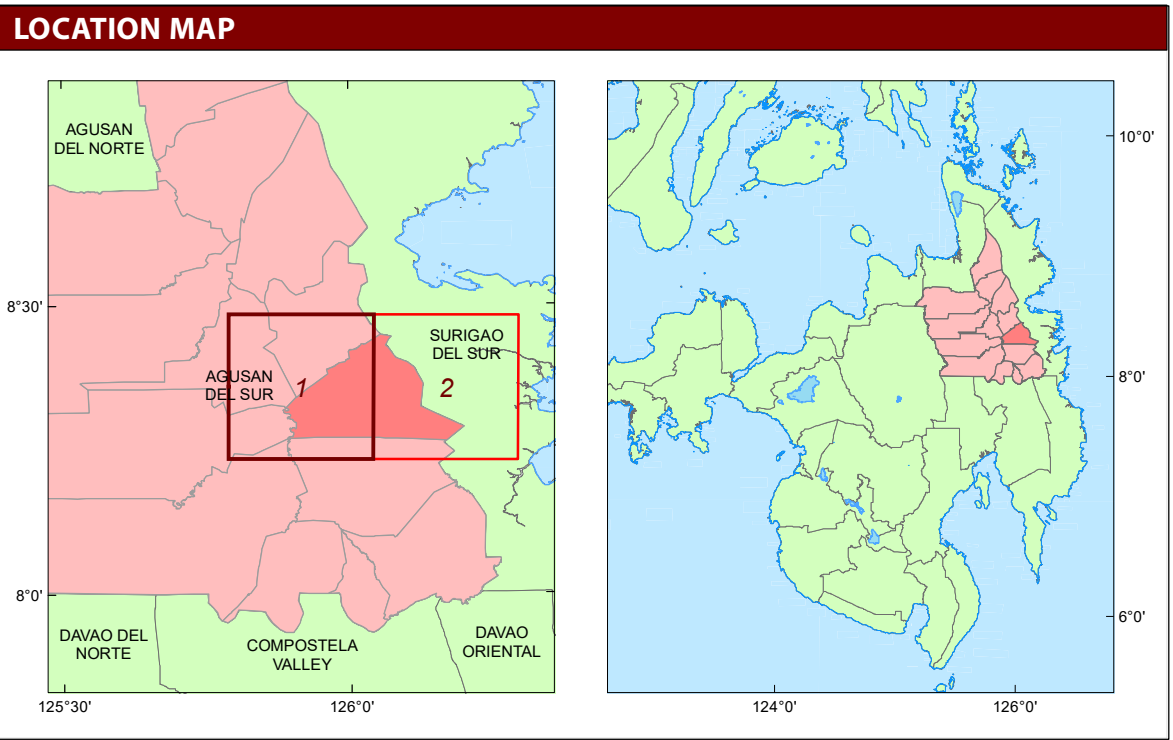 LOCATION MAP
AGUSAN
DEL NORTE
8°30'
SURIGAO
DEL SUR
AGUSAN
DEL SUR
1
2
8°0'
DAVAO DEL
NORTE
COMPOSTELA
VALLEY
DAVAO
ORIENTAL
125°30'
126°0'
10°0'
8°0'
6°0'
124°0'
126°0'